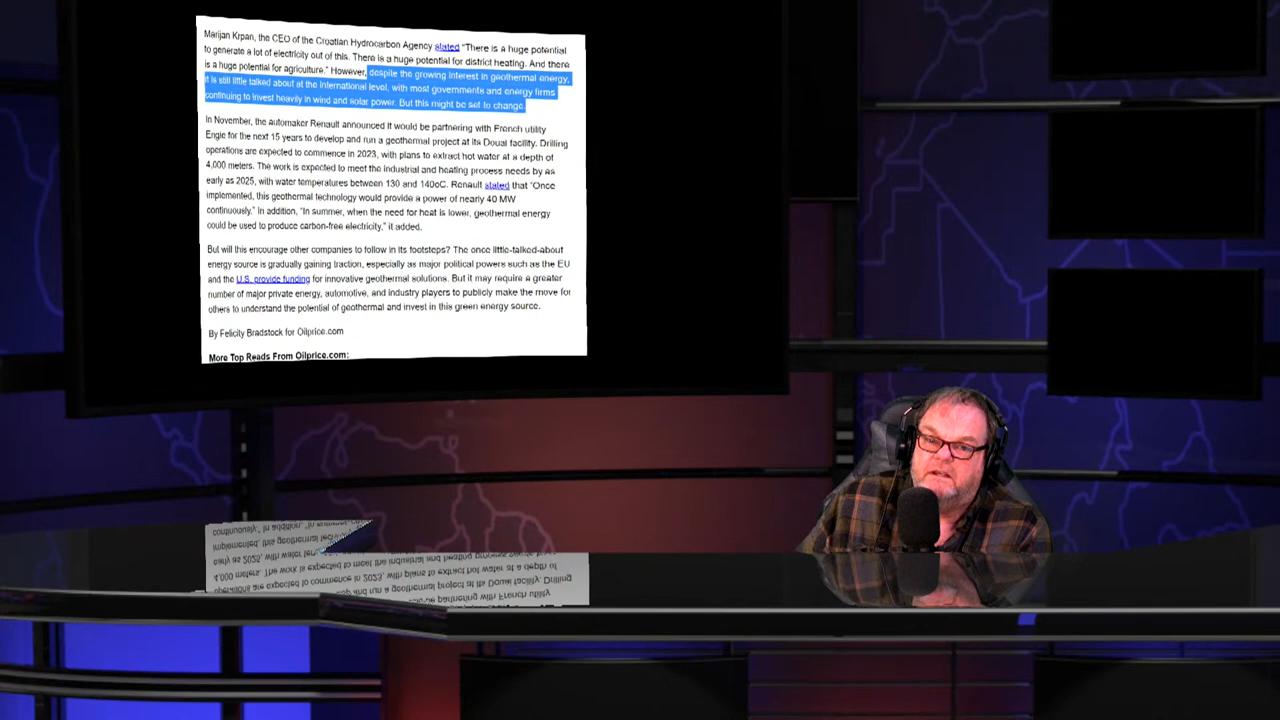 Marijan Krpan, the CEO of the Croatian Hydrocarbon Agency stated "There is a huge potential
to generate a lot of electricity out of this. There is a huge potential for district heating. And there
is a huge potential for agriculture." However, despite the growing interest in geothermal energy,
it is still little talked about at the international level, with most governments and energy firms
continuing to invest heavily in wind and solar power. But this might be set to change.
In November, the automaker Renault announced it would be partnering with French utility
Engie for the next 15 years to develop and run a geothermal project at its Douai facility. Drilling
operations are expected to commence in 2023, with plans to extract hot water at a depth of
4,000 meters. The work is expected to meet the industrial and heating process needs by as
early as 2025, with water temperatures between 130 and 140oC. Renault stated that "Once
implemented, this geothermal technology would provide a power of nearly 40 MW
continuously." In addition, "In summer, when the need for heat is lower, geothermal energy
could be used to produce carbon-free electricity," it added.
But will this encourage other companies to follow in its footsteps? The once little-talked-about
energy source is gradually gaining traction, especially as major political powers such as the EU
and the U.S. provide funding for innovative geothermal solutions. But it may require a greater
number of major private energy, automotive, and industry players to publicly make the move for
others to understand the potential of geothermal and invest in this green energy source.
By Felicity Bradstock for Oilprice.com
More Top Reads From Oilprice.com: